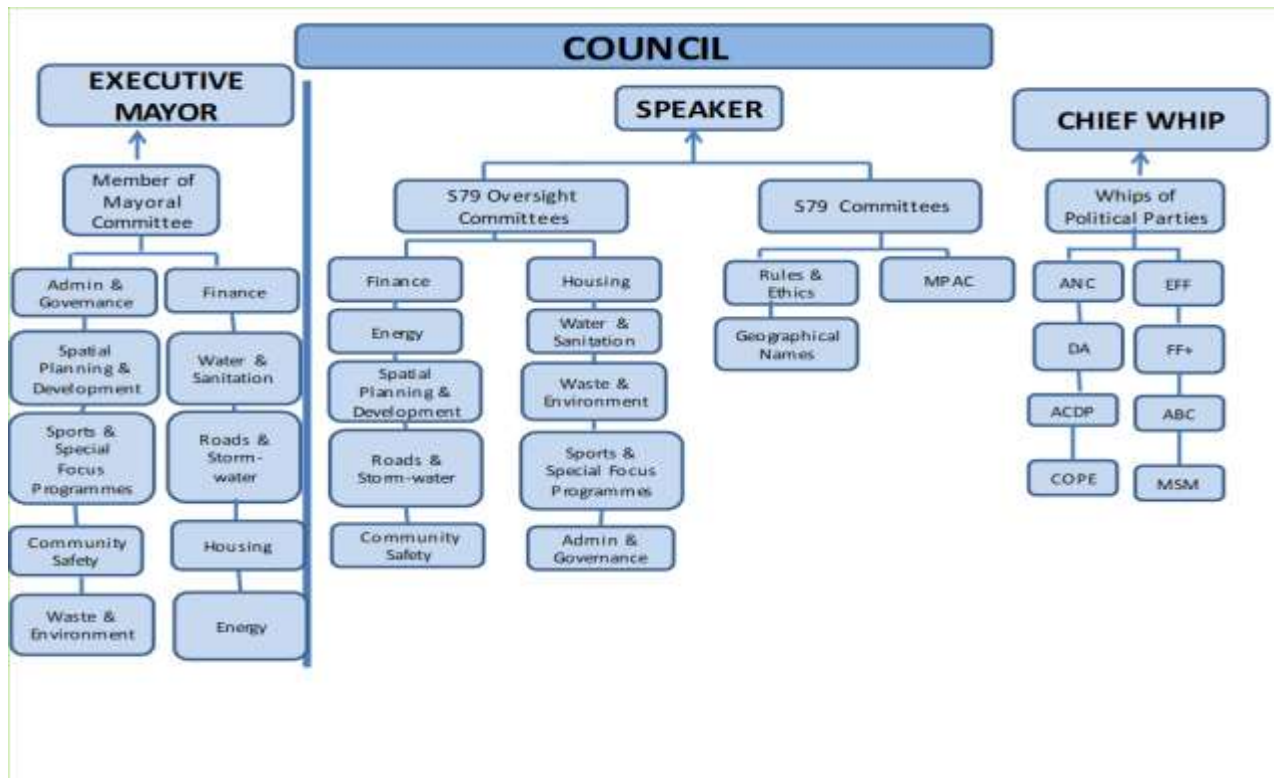 COUNCIL
EXECUTIVE
MAYOR
Member of
Mayoral
Committee
Admin &
Governance
Spatial
Planning &
Development
Sports &
Special
Focus
Programmes
Community
Safety
Waste &
Environment
Finance
Water &
Sanitation
Roads &
Storm-
water
Housing
Energy
SPEAKER
S79 Oversight
Committees
Finance
Energy
Spatial
Planning &
Development
Roads &
Storm-water
Community
Safety
Housing
Water &
Sanitation
Waste &
Environment
Sports &
Special Focus
Programmes
Admin &
Governance
S79 Committees
Rules &
Ethics
Geographical
Names
MPAC
CHIEF WHIP
Whips of
Political Parties
ANC
DA
ACDP
COPE
EFF
FF+
ABC
MSM